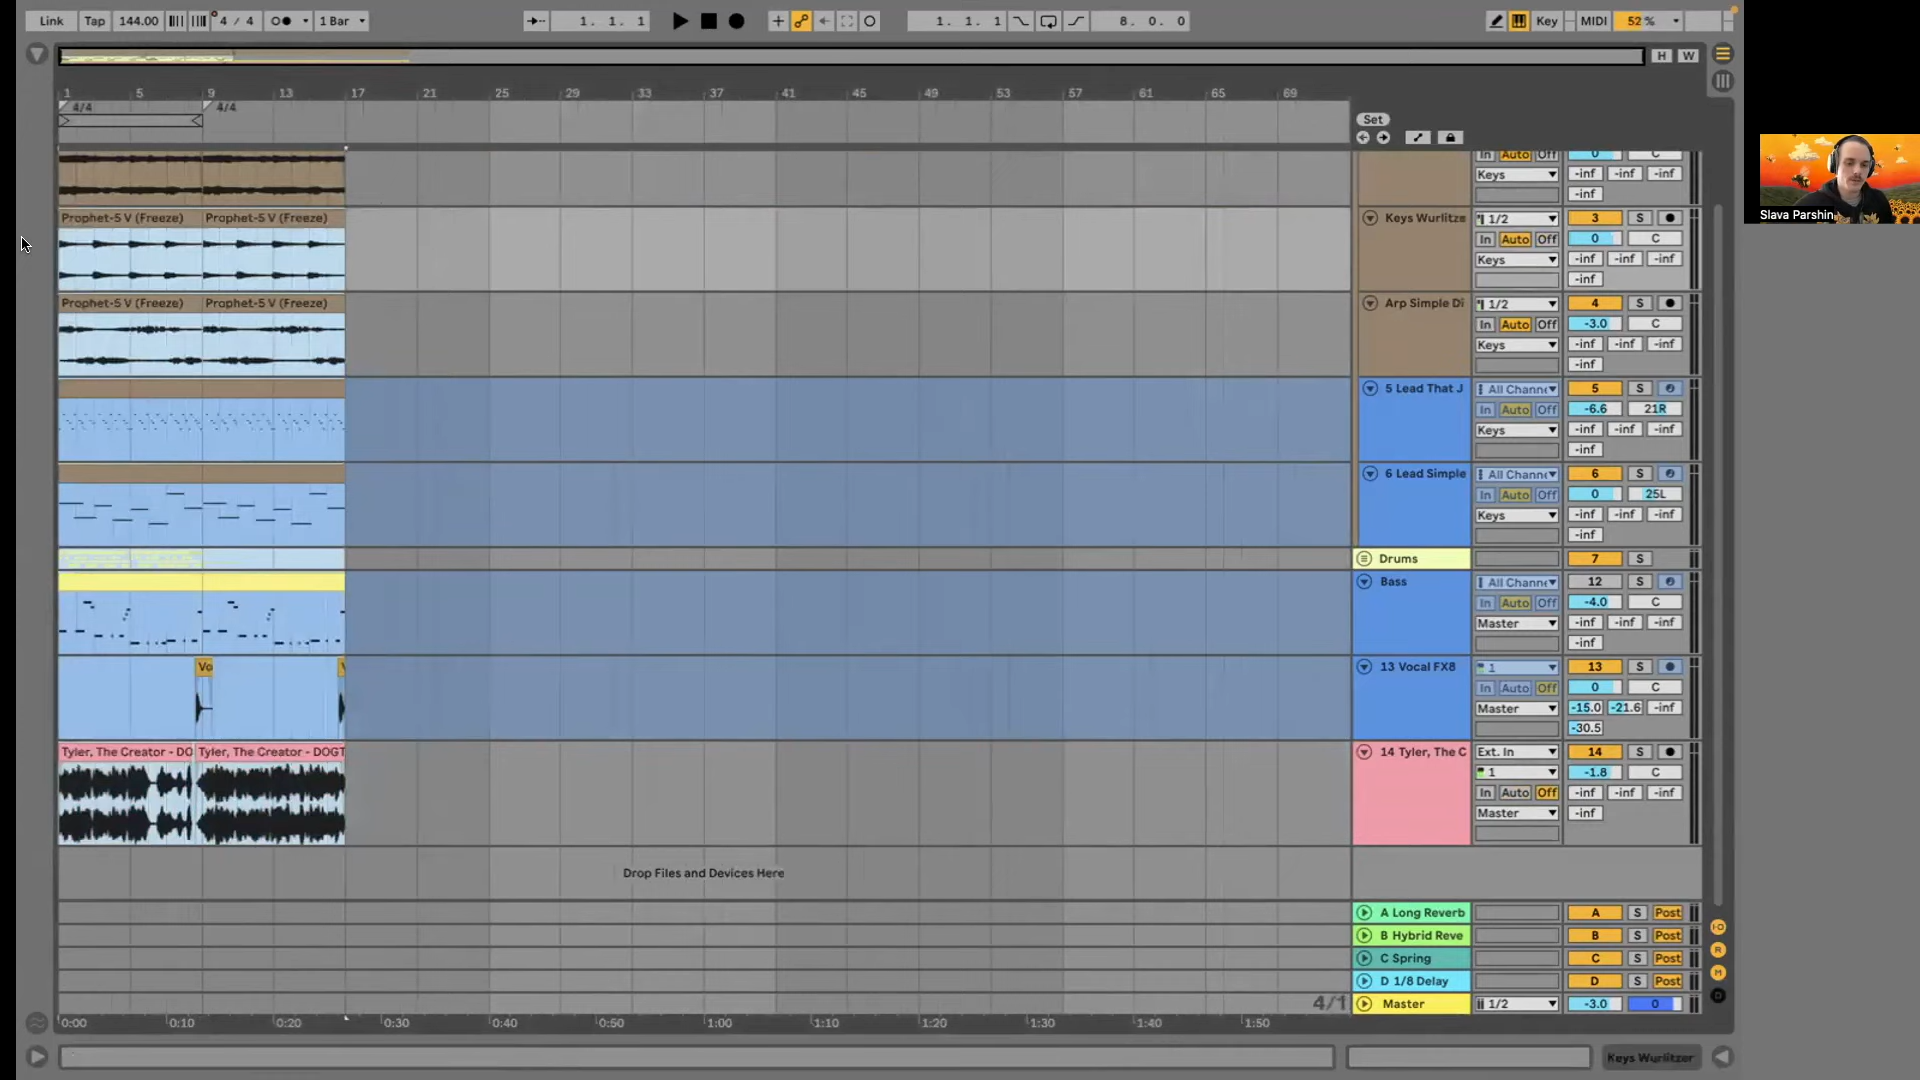 Link Tap 144.00 4 / 4 1 Bar 1. 1. 1 1. 1. 1 8. 0. 0 Key MIDI 52 %
H W
1 5 9 13 17 21 25 29 33 37 41 45 49 53 57 61 65 69
4/4 4/4
Set
In Auto Off 0 C
Keys -inf -inf -inf
-inf
Prophet-5 V (Freeze) Prophet-5 V (Freeze) Keys Wurlitze 1/2 3 S
In Auto Off 0 C
Keys -inf -inf -inf
-inf
Prophet-5 V (Freeze) Prophet-5 V (Freeze) Arp Simple Di 1/2 4 S
In Auto Off -3.0 C
Keys -inf -inf -inf
-inf
5 Lead That J All Channe 5 S
In Auto Off -6.6 21R
Keys -inf -inf -inf
-inf
6 Lead Simple All Channe 6 S
In Auto Off 0 25L
Keys -inf -inf -inf
-inf
Drums 7 S
Bass All Channe 12 S
In Auto Off -4.0 C
Master -inf -inf -inf
-inf
Vo 13 Vocal FX8 1 13 S
In Auto Off 0 C
Master -15.0 -21.6 -inf
-30.5
Tyler, The Creator - DO Tyler, The Creator - DOGT 14 Tyler, The C Ext. In 14 S
1 -1.8 C
In Auto Off -inf -inf -inf
Master -inf
Drop Files and Devices Here
A Long Reverb A S Post
B Hybrid Reve B S Post
C Spring C S Post
D 1/8 Delay D S Post
4/1 Master 1/2 -3.0 0
0:00 0:10 0:20 0:30 0:40 0:50 1:00 1:10 1:20 1:30 1:40 1:50
Keys Wurlitzer
Slava Parshin